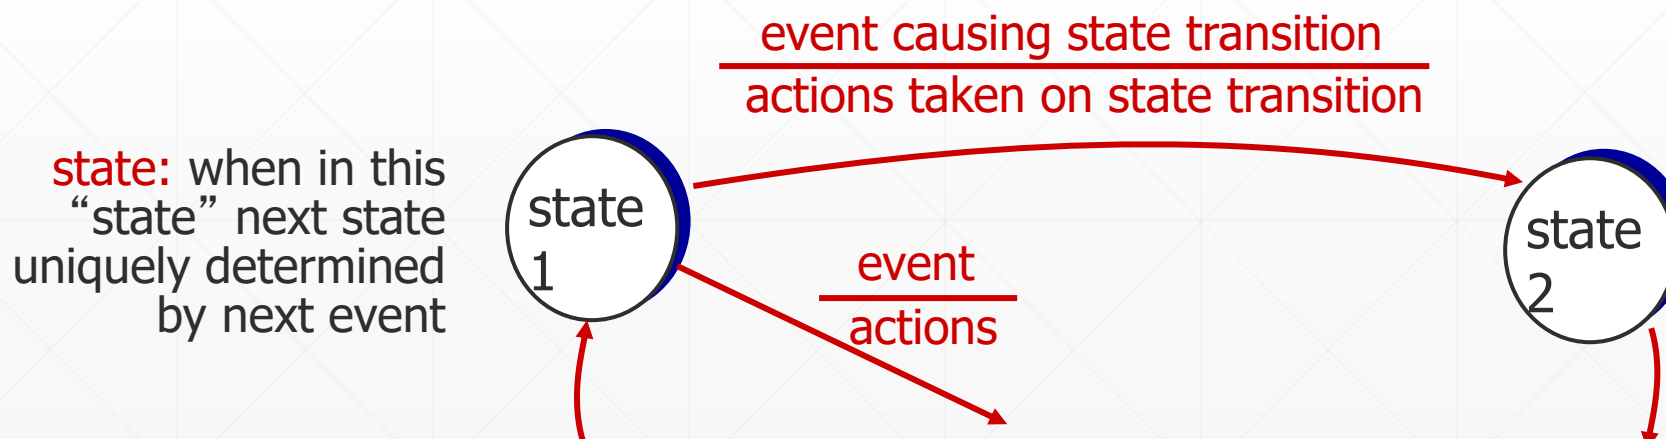 event causing state transition
actions taken on state transition
state: when in this
“state” next state
uniquely determined
by next event
state
1
event
actions
state
2